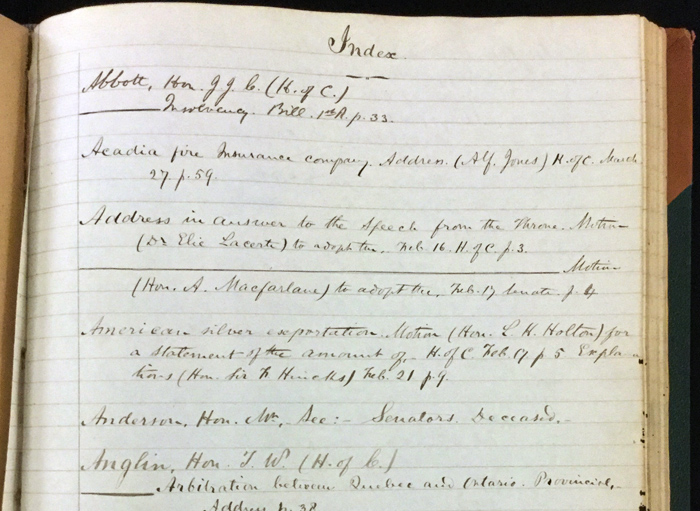 Index
Abbott, Hon. J. J. C. (H. of C.)
Insolvency. Bill. 1st R. p. 33.
Acadia fire Insurance company. Address. (Alf. Jones) H. of C. March
27. p. 59.
Address in answer to the Speech from the Throne. Motion
(Dr Elie Lacerte) to adopt the. Feb. 16. H. of C. p. 3.
Motion
(Hon. A. Macfarlane) to adopt the. Feb. 17 Senate. p. 4
American silver exportation. Motion (Hon. L. H. Holton) for
a statement of the amount of. H. of C. Feb. 17. p. 5 Expla-
tions (Hon. Sir F. Hincks) Feb. 21. p. 9.
Anderson, Hon. Mr, See:- Senators Deceased.-
Anglin, Hon. T. W. (H. of C.)
Arbitration between Quebec and Ontario. Provincial,-
Address p. 38